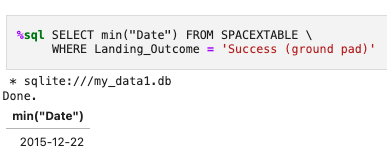 %sql SELECT min("Date") FROM SPACEXTABLE \
WHERE Landing_Outcome = 'Success (ground pad)'
* sqlite:///my_data1.db
Done.
min("Date")
2015-12-22